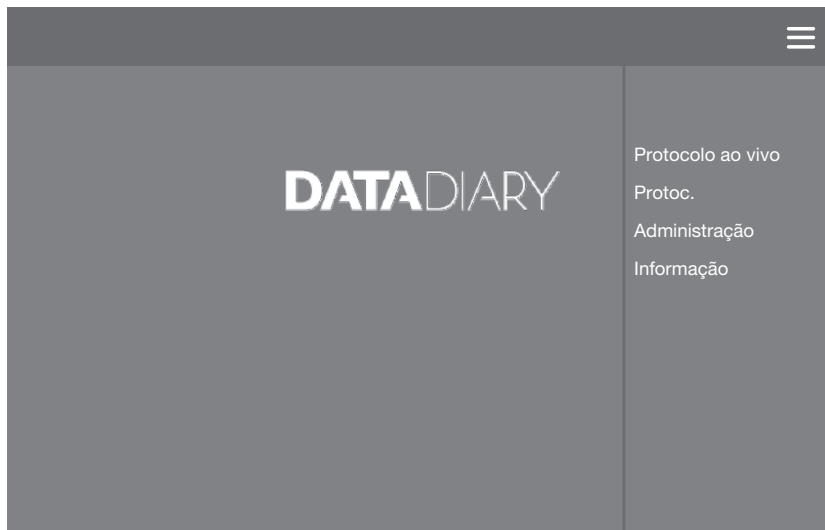 DATADIARY
Protocolo ao vivo
Protoc.
Administração
Informação